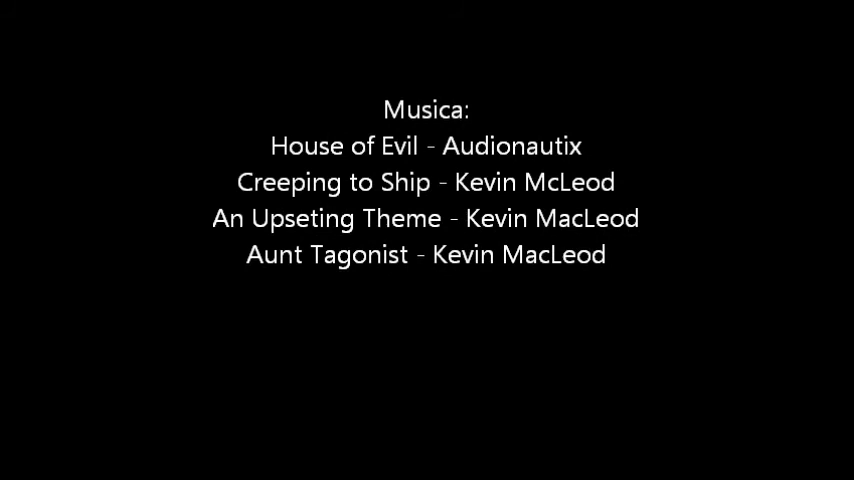 Musica:
House of Evil - Audionautix
Creeping to Ship - Kevin McLeod
An Upseting Theme - Kevin MacLeod
Aunt Tagonist - Kevin MacLeod